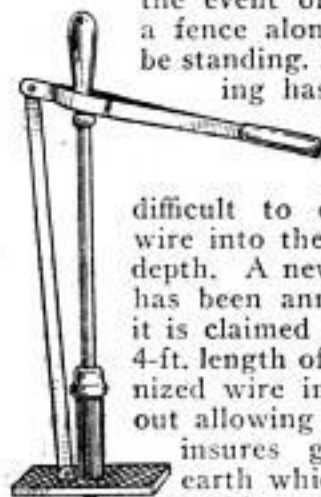 the event of
a fence alon
be standing.
ing has
difficult to
wire into the
depth. A new
has been ann
it is claimed
4-ft. length of
nized wire in
out allowing
insures g
earth whic